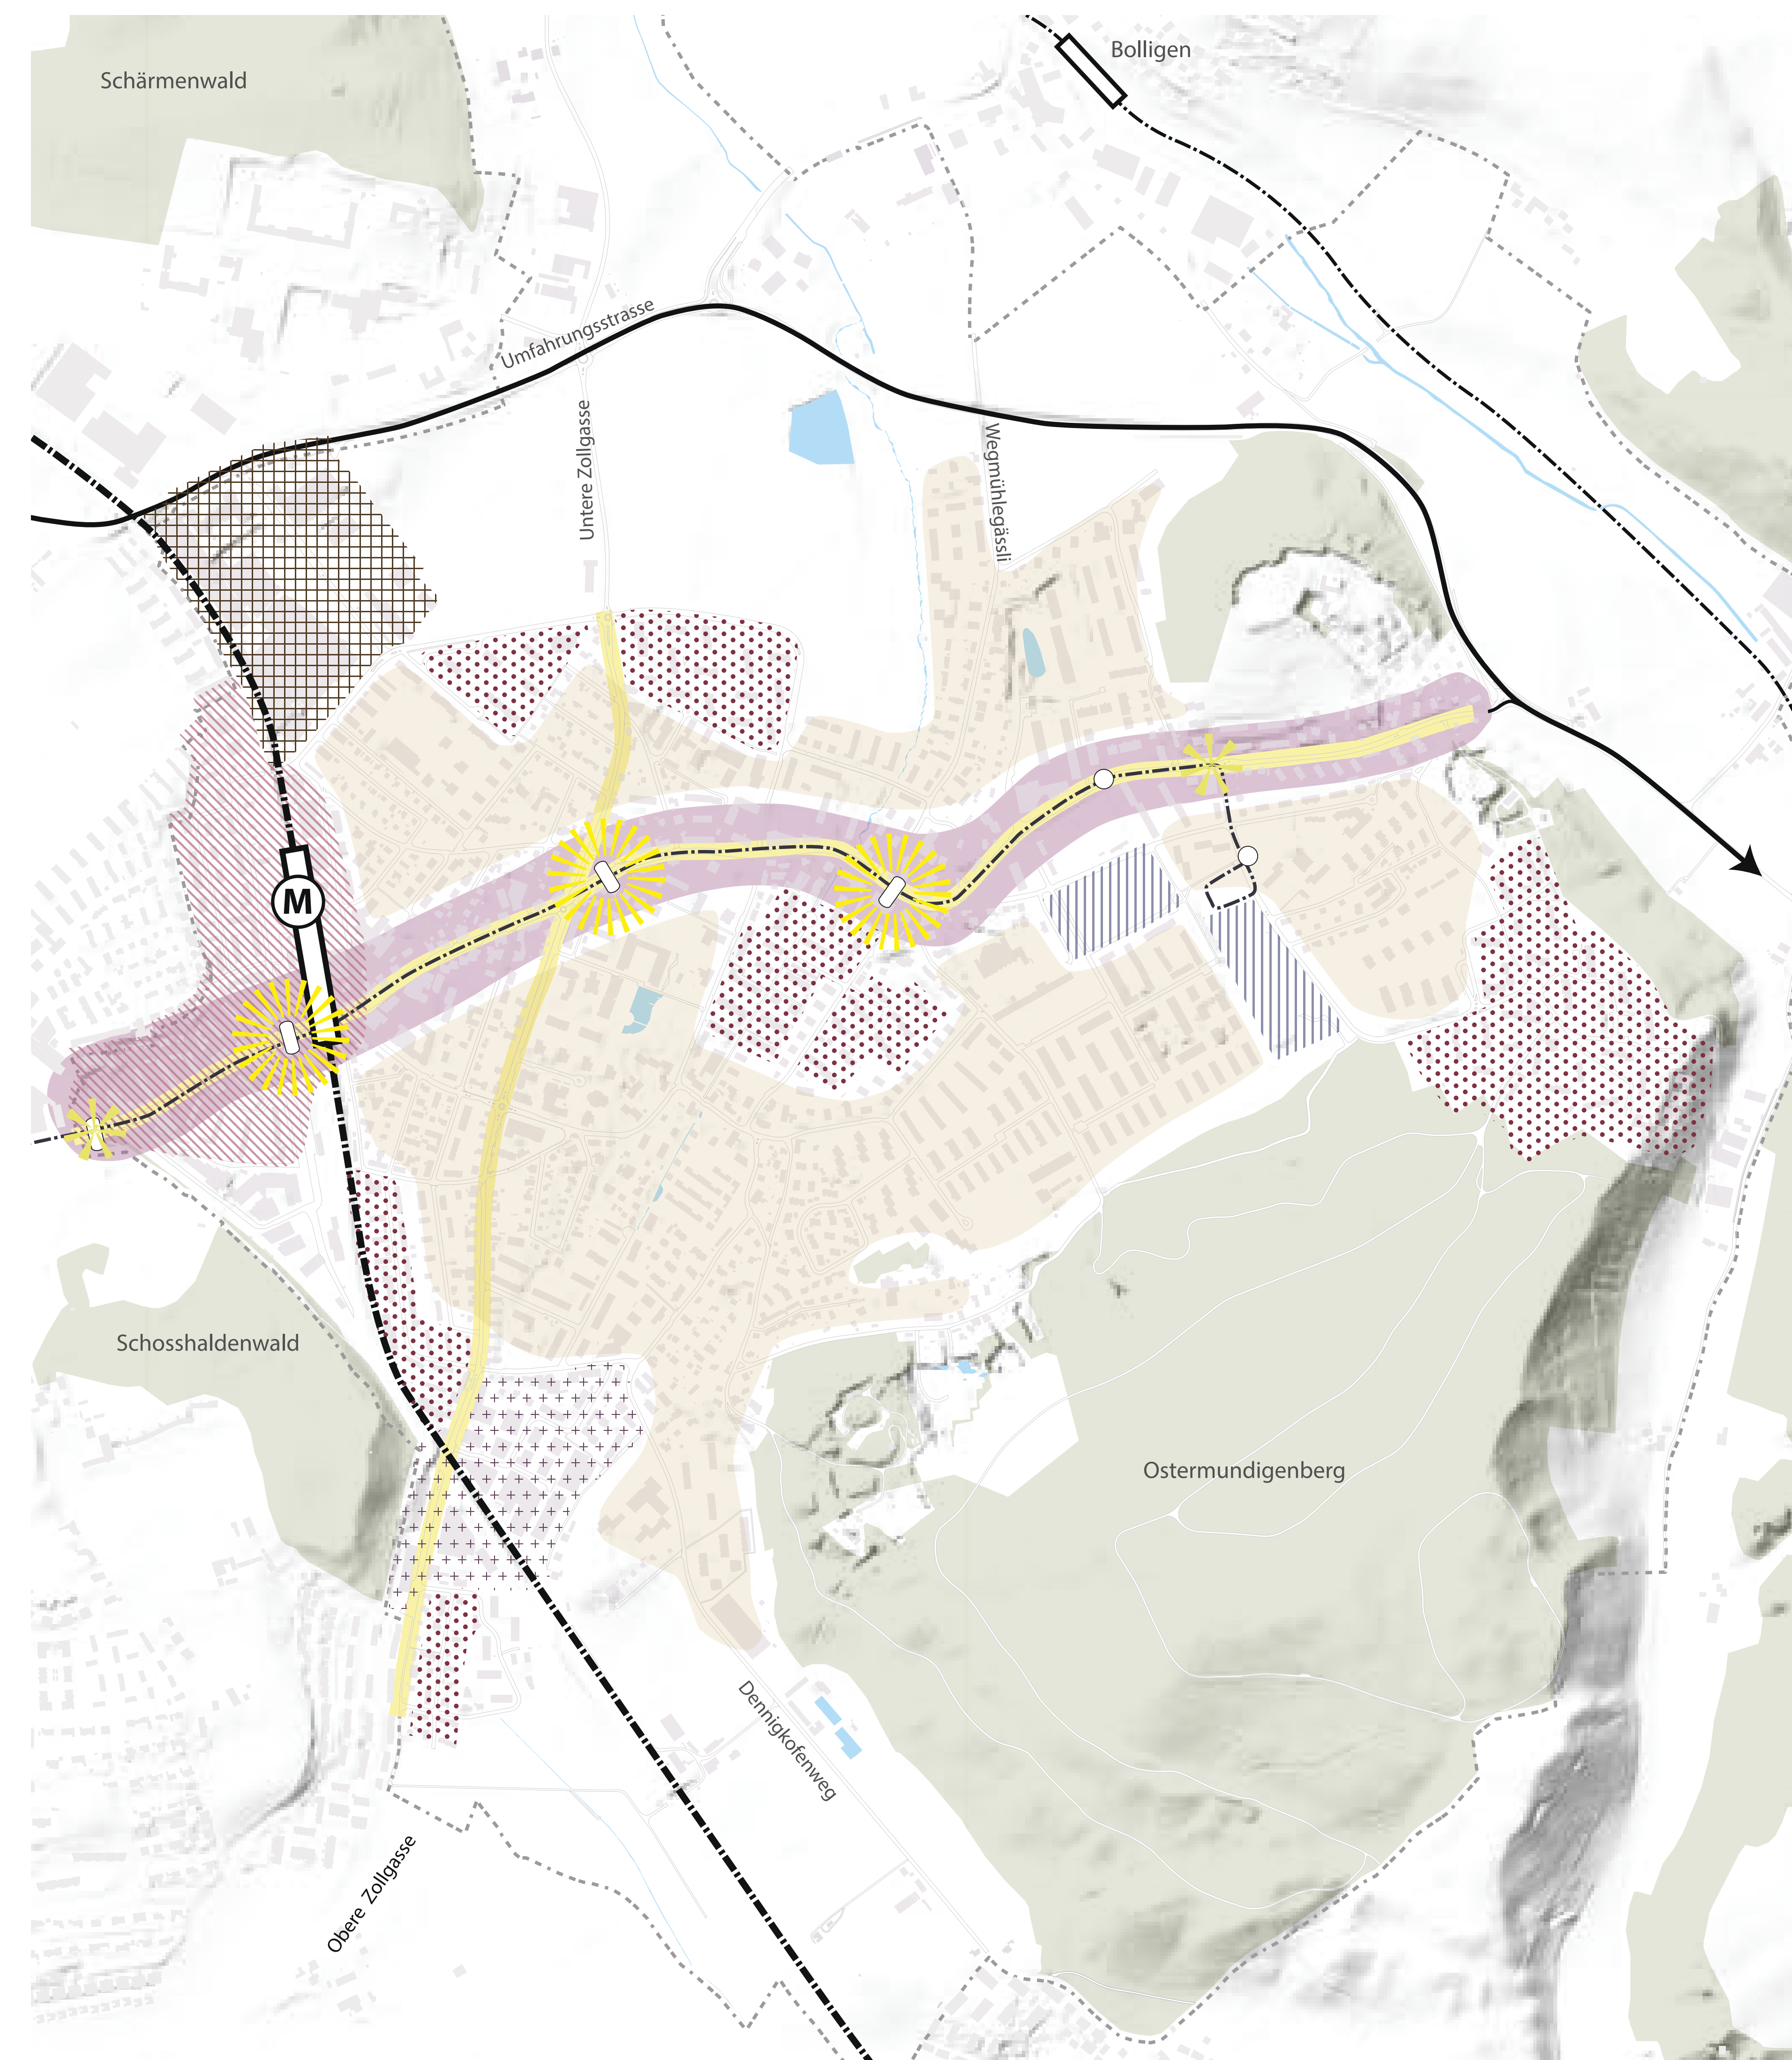 Bolligen
Schärmenwald
Umfahrungsstrasse
Untere Zollgasse
Wegmühlegässli
M
Schosshaldenwald
Ostermundigenberg
Dennigkofenweg
Obere Zollgasse